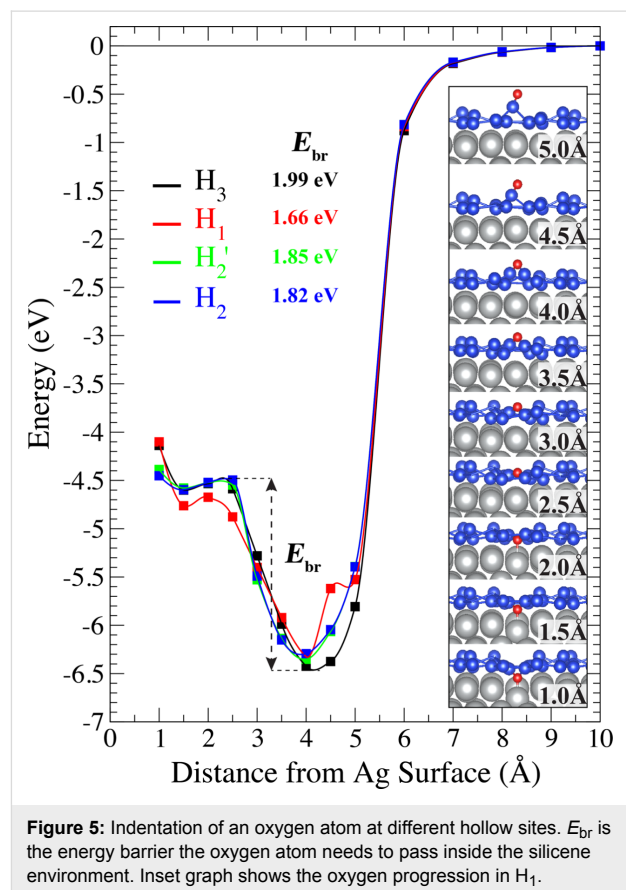 0
-0.5
-1
-1.5
-2
-2.5
-3
-3.5
-4
-4.5
-5
-5.5
-6
-6.5
-7
Energy (eV)
E_br
H_3 1.99 eV
H_1 1.66 eV
H_2' 1.85 eV
H_2 1.82 eV
E_br
5.0Å
4.5Å
4.0Å
3.5Å
3.0Å
2.5Å
2.0Å
1.5Å
1.0Å
0 1 2 3 4 5 6 7 8 9 10
Distance from Ag Surface (Å)
Figure 5: Indentation of an oxygen atom at different hollow sites. E_br is
the energy barrier the oxygen atom needs to pass inside the silicene
environment. Inset graph shows the oxygen progression in H_1.